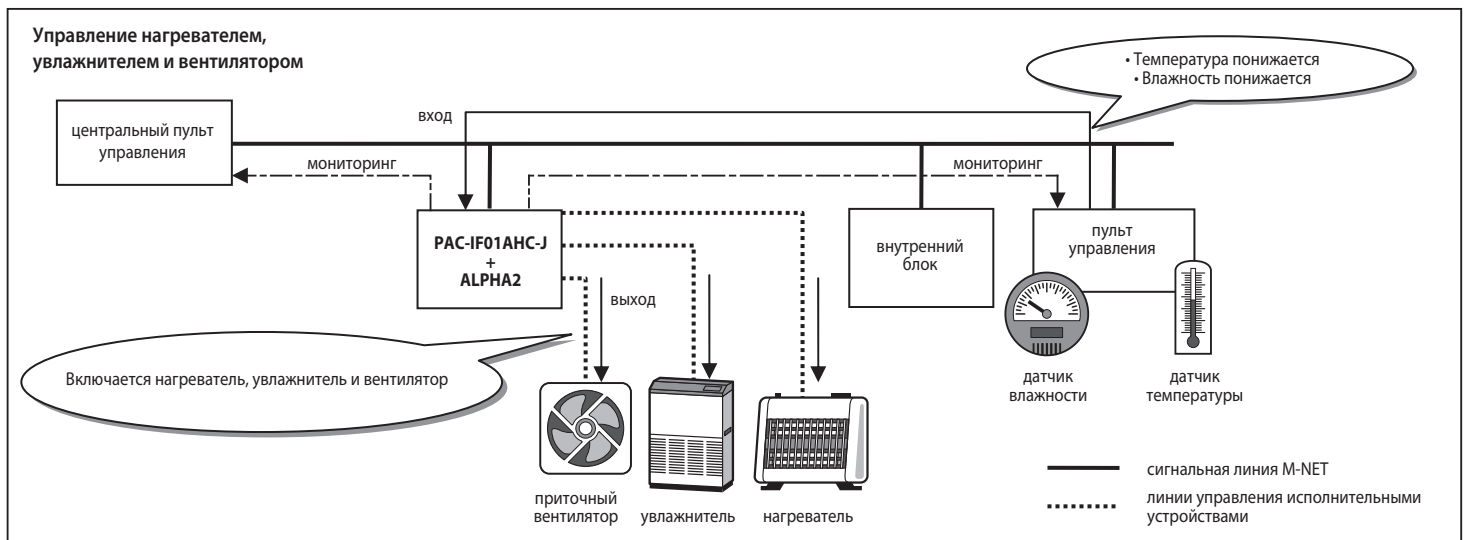 Управление нагревателем,
увлажнителем и вентилятором
• Температура понижается
• Влажность понижается
центральный пульт
управления
вход
мониторинг
мониторинг
PAC-IF01AHC-J
+
ALPHA2
внутренний
блок
пульт
управления
выход
Включается нагреватель, увлажнитель и вентилятор
датчик
влажности
датчик
температуры
приточный
вентилятор
увлажнитель
нагреватель
сигнальная линия M-NET
линии управления исполнительными
устройствами